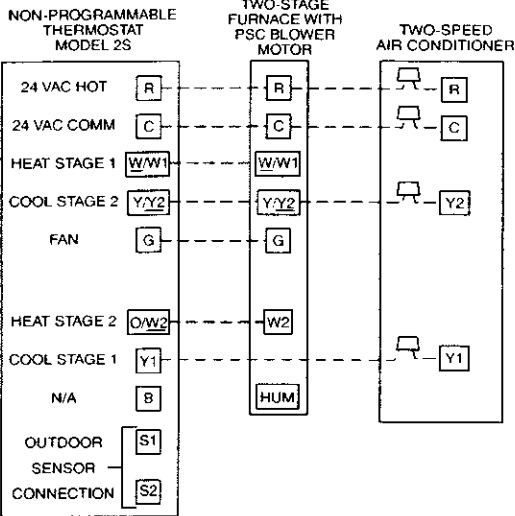 NON-PROGRAMMABLE
THERMOSTAT
MODEL 2S
TWO-STAGE
FURNACE WITH
PSC BLOWER
MOTOR
TWO-SPEED
AIR CONDITIONER
24 VAC HOT R R R
24 VAC COMM C C C
HEAT STAGE 1 W/W1 W/W1
COOL STAGE 2 Y/Y2 Y/Y2 Y2
FAN G G
HEAT STAGE 2 O/W2 W2
COOL STAGE 1 Y1 Y1
N/A B HUM
OUTDOOR S1
SENSOR
CONNECTION S2